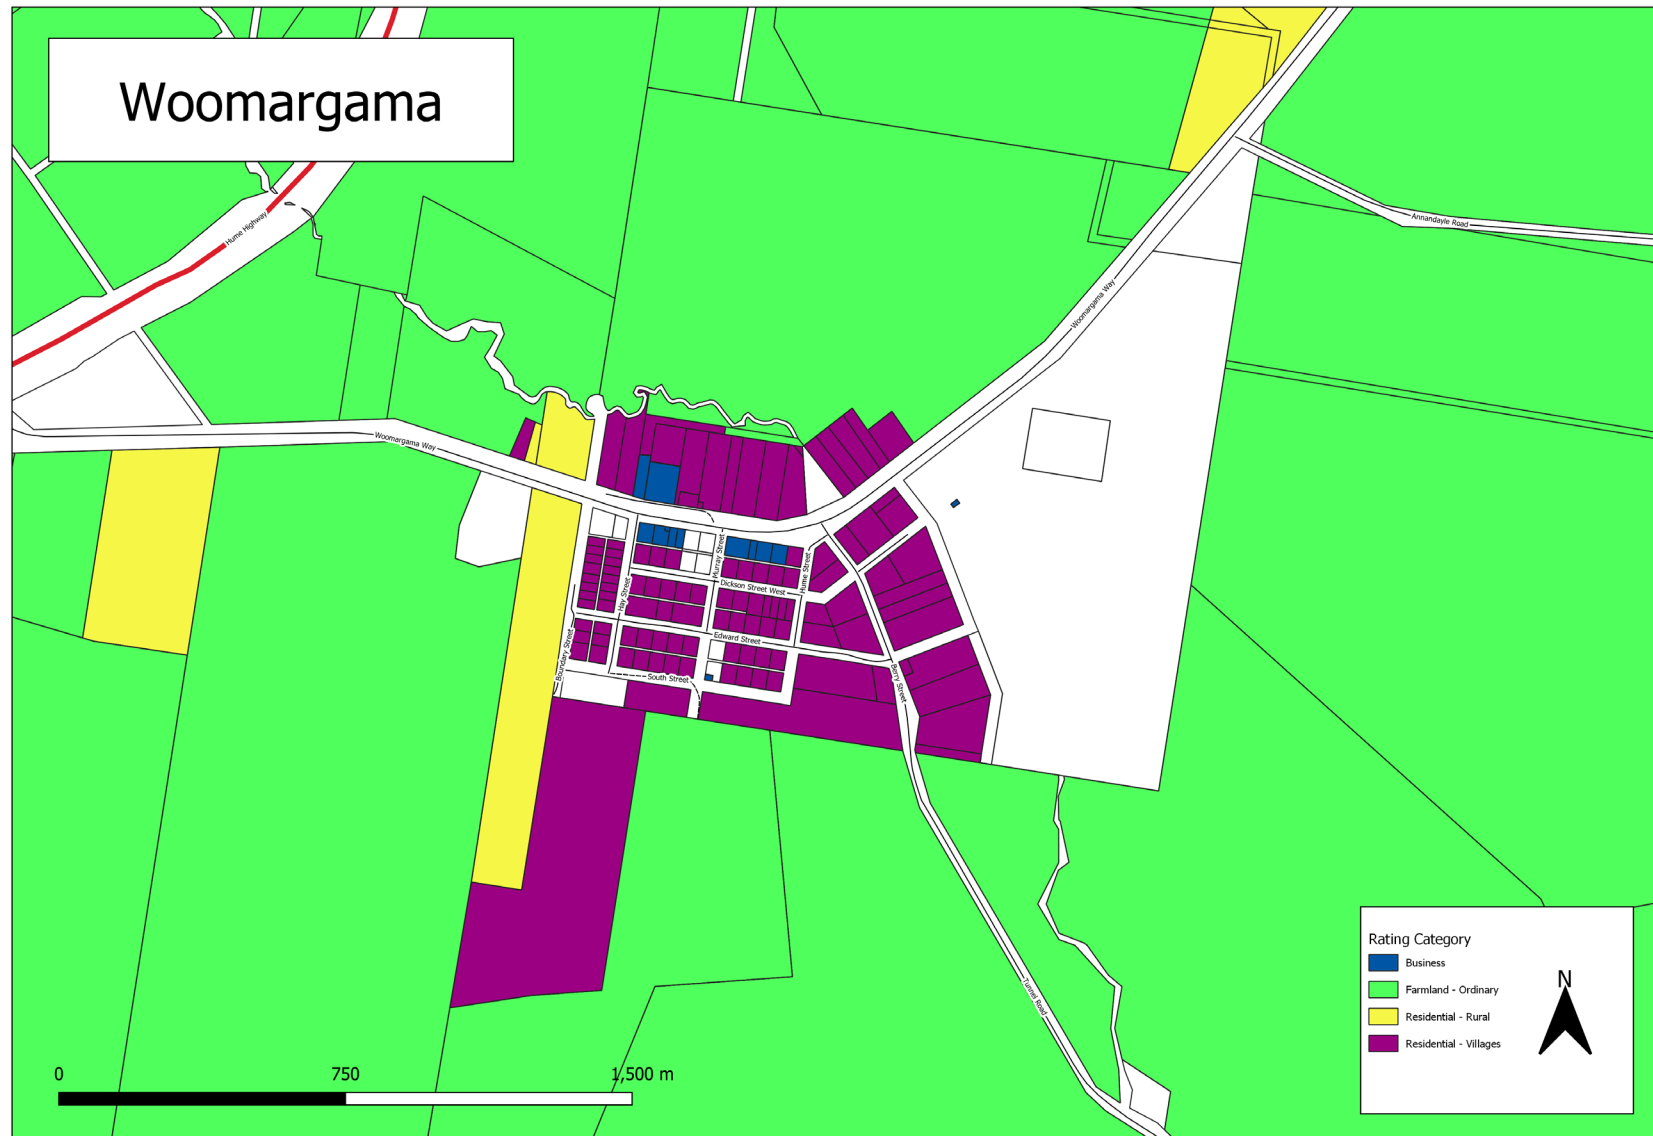 Woomargama
Hume Highway
Annandayle Road
Woomargama Way
Woomargama Way
Murray Street
Hume Street
Dickson Street West
Hay Street
Edward Street
Boundary Street
South Street
Berry Street
Tunnel Road
Rating Category
Business
Farmland - Ordinary
Residential - Rural
Residential - Villages
N
0 750 1,500 m